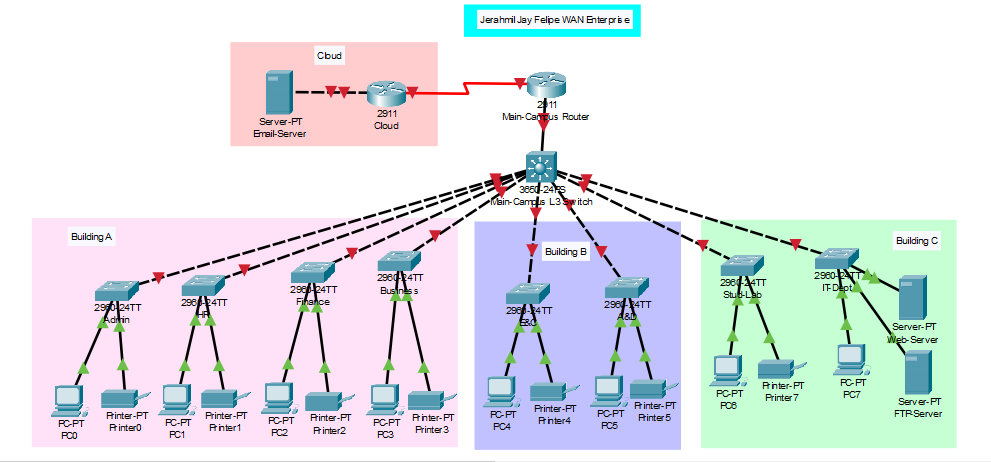 Jerahmil Jay Felipe WAN Enterprise
Cloud
Server-PT
Email-Server
2911
Cloud
2911
Main-Campus Router
3650-24PS
Main-Campus L3 Switch
Building A
2960-24TT
Admin
2960-24TT
HR
2960-24TT
Finance
2960-24TT
Business
PC-PT
PC0
Printer-PT
Printer0
PC-PT
PC1
Printer-PT
Printer1
PC-PT
PC2
Printer-PT
Printer2
PC-PT
PC3
Printer-PT
Printer3
Building B
2960-24TT
E&C
2960-24TT
A&D
PC-PT
PC4
Printer-PT
Printer4
PC-PT
PC5
Printer-PT
Printer5
Building C
2960-24TT
Stud-Lab
2960-24TT
IT-Dept
Server-PT
Web-Server
PC-PT
PC6
Printer-PT
Printer7
PC-PT
PC7
Server-PT
FTP-Server